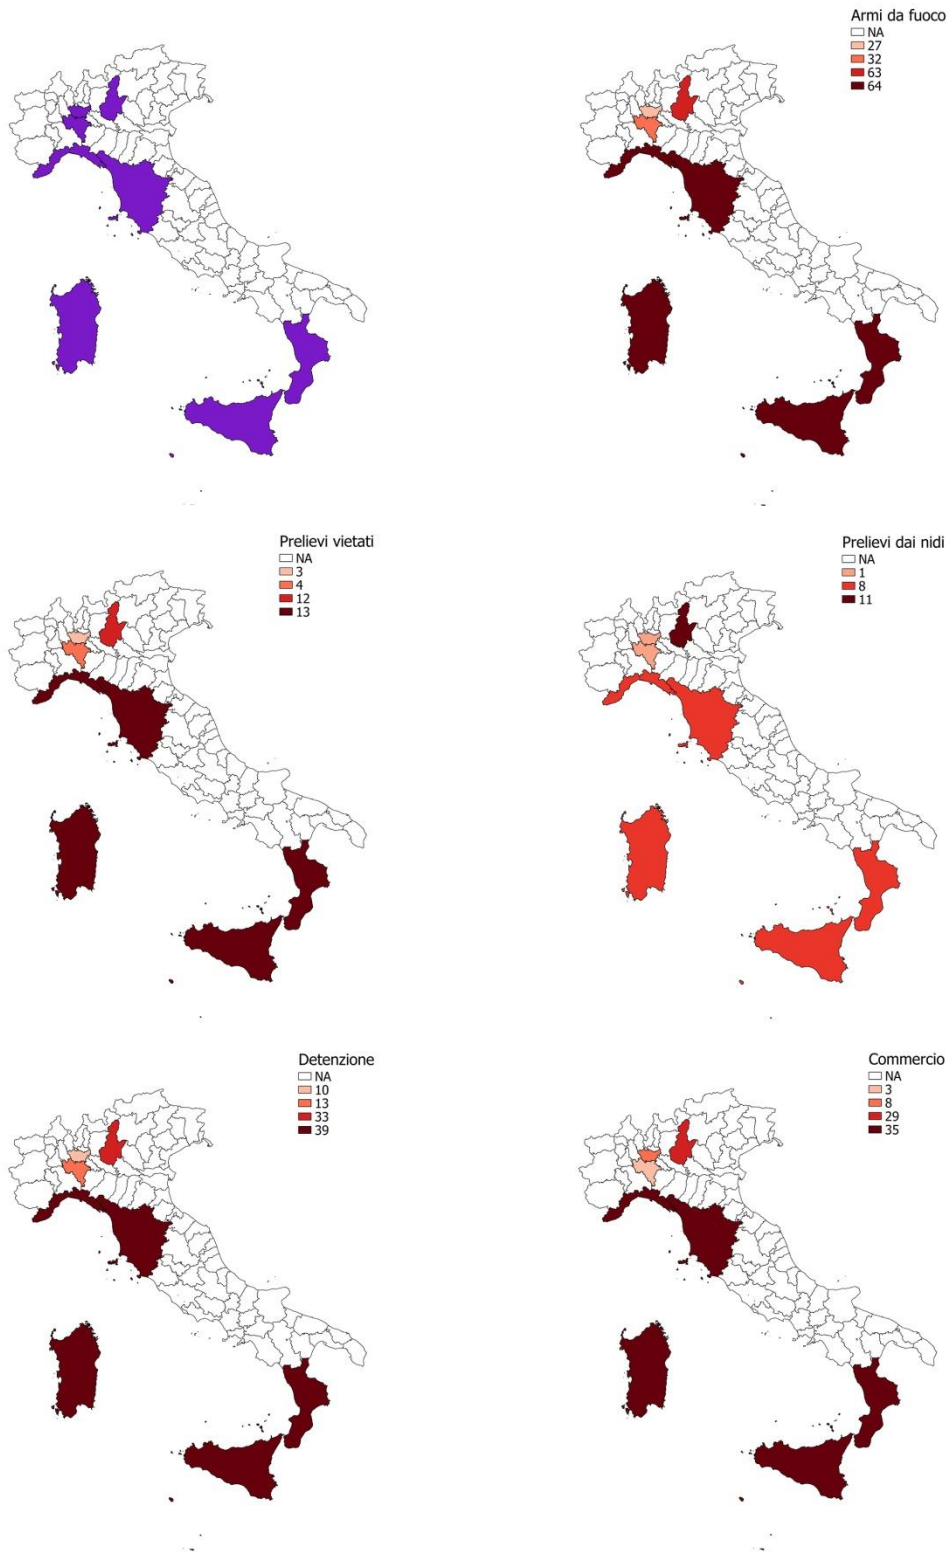 Armi da fuoco
NA
27
32
63
64
Prelievi vietati
NA
3
4
12
13
Prelievi dai nidi
NA
1
8
11
Detenzione
NA
10
13
33
39
Commercio
NA
3
8
29
35